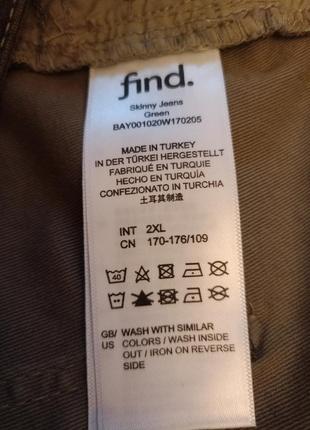 find.
Skinny Jeans
Green
BAY001020W170205
MADE IN TURKEY
IN DER TÜRKEI HERGESTELLT
FABRIQUÉ EN TURQUIE
HECHO EN TURQUÍA
CONFEZIONATO IN TURCHIA
土耳其制造
INT 2XL
CN 170-176/109
40
GB/ WASH WITH SIMILAR
US COLORS / WASH INSIDE
OUT / IRON ON REVERSE
SIDE